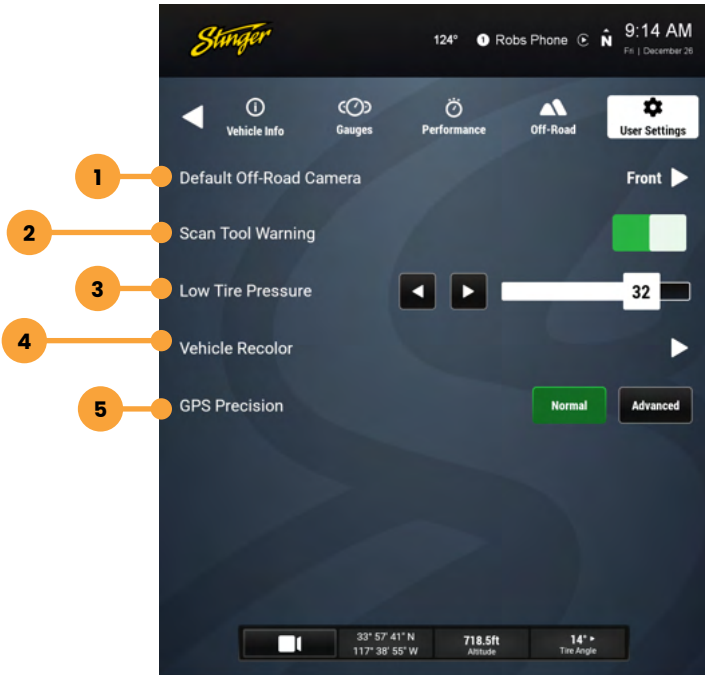 Stinger
124° 1 Robs Phone N 9:14 AM
Fri | December 26
Vehicle Info Gauges Performance Off-Road User Settings
1 Default Off-Road Camera Front
2 Scan Tool Warning
3 Low Tire Pressure 32
4 Vehicle Recolor
5 GPS Precision Normal Advanced
33° 57' 41" N 718.5ft 14°
117° 38' 55" W Altitude Tire Angle